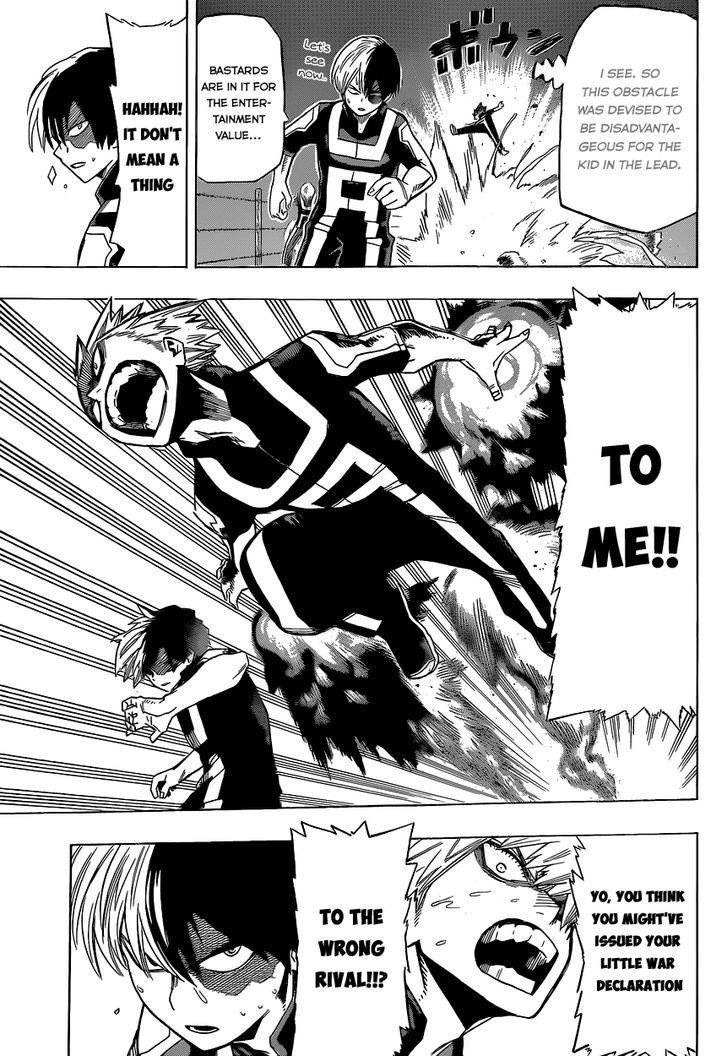 I SEE. SO
THIS OBSTACLE
WAS DEVISED TO
BE DISADVANTA-
GEOUS FOR THE
KID IN THE LEAD.
ボウン
Let's
see
now.
BASTARDS
ARE IN IT FOR
THE ENTER-
TAINMENT
VALUE...
HAHHAH!
IT DON'T
MEAN A
THING
TO
ME!!
YO, YOU THINK
YOU MIGHT'VE
ISSUED YOUR
LITTLE WAR
DECLARATION
TO THE
WRONG
RIVAL!!?